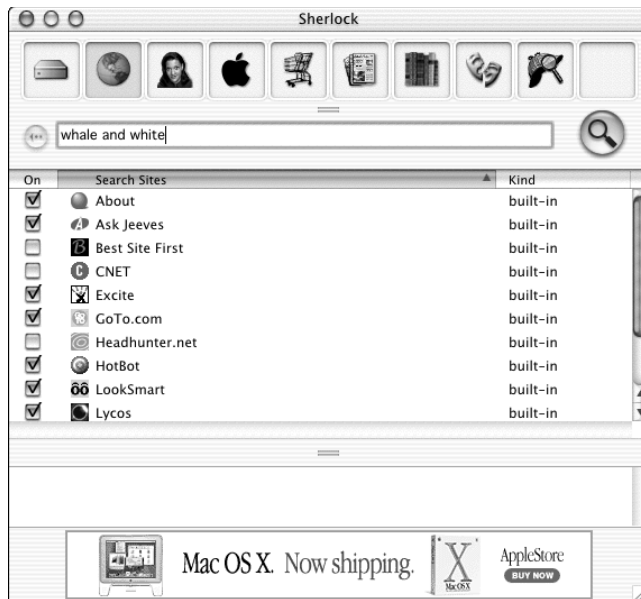 Sherlock
whale and white
On Search Sites Kind
About built-in
Ask Jeeves built-in
Best Site First built-in
CNET built-in
Excite built-in
GoTo.com built-in
Headhunter.net built-in
HotBot built-in
LookSmart built-in
Lycos built-in
Mac OS X. Now shipping.
X
Mac OS X
AppleStore
BUY NOW